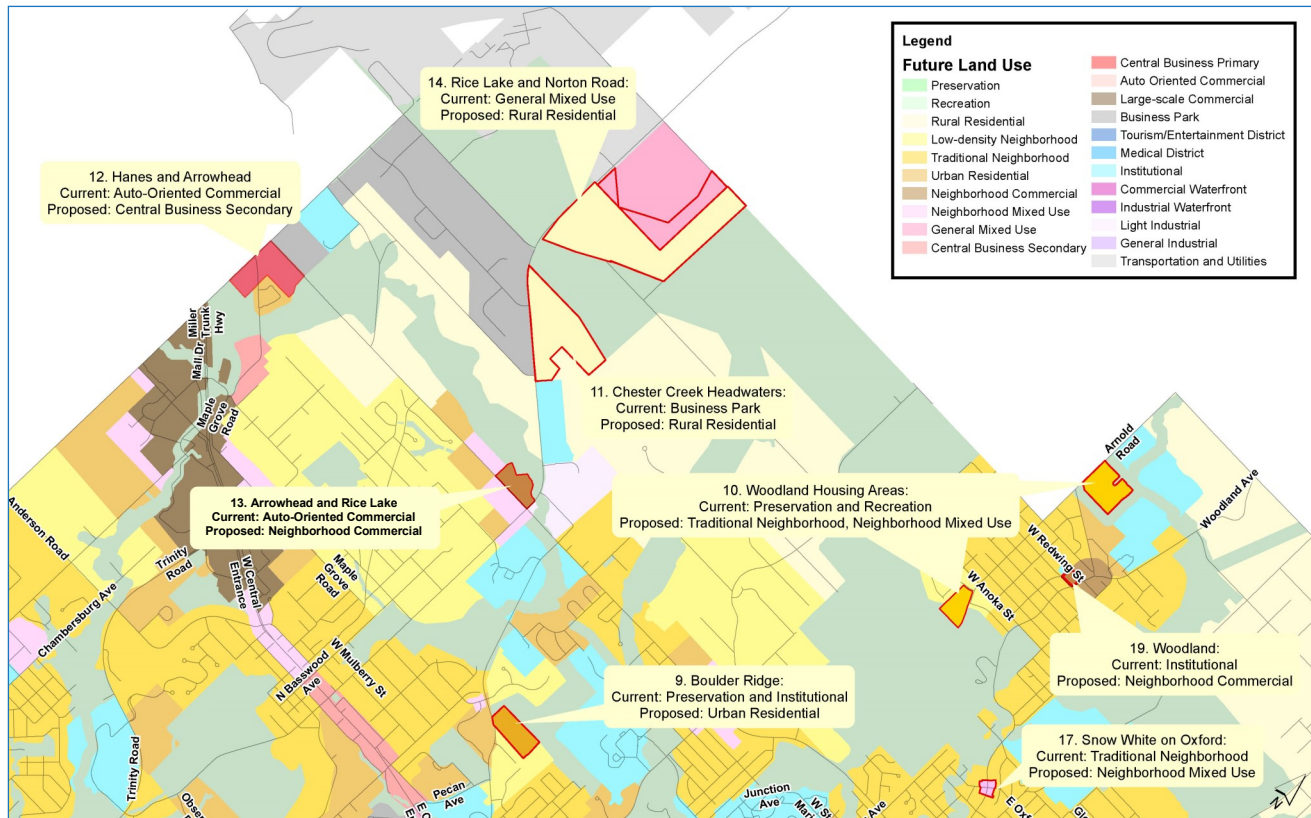 14. Rice Lake and Norton Road:
Current: General Mixed Use
Proposed: Rural Residential
12. Hanes and Arrowhead
Current: Auto-Oriented Commercial
Proposed: Central Business Secondary
Legend
Future Land Use
Preservation
Recreation
Rural Residential
Low-density Neighborhood
Traditional Neighborhood
Urban Residential
Neighborhood Commercial
Neighborhood Mixed Use
General Mixed Use
Central Business Secondary
Central Business Primary
Auto Oriented Commercial
Large-scale Commercial
Business Park
Tourism/Entertainment District
Medical District
Institutional
Commercial Waterfront
Industrial Waterfront
Light Industrial
General Industrial
Transportation and Utilities
Miller
Trunk
Hwy
Mall Dr
Maple
Grove
Road
11. Chester Creek Headwaters:
Current: Business Park
Proposed: Rural Residential
13. Arrowhead and Rice Lake
Current: Auto-Oriented Commercial
Proposed: Neighborhood Commercial
10. Woodland Housing Areas:
Current: Preservation and Recreation
Proposed: Traditional Neighborhood, Neighborhood Mixed Use
Arnold
Road
Woodland Ave
Anderson Road
Trinity
Road
Chambersburg Ave
W Central
Entrance
Maple
Grove
Road
W Redwing St
W Anoka St
N Basswood
Ave
W Mulberry St
9. Boulder Ridge:
Current: Preservation and Institutional
Proposed: Urban Residential
19. Woodland:
Current: Institutional
Proposed: Neighborhood Commercial
17. Snow White on Oxford:
Current: Traditional Neighborhood
Proposed: Neighborhood Mixed Use
Trinity Road
Pecan
Ave
Junction
Ave
N